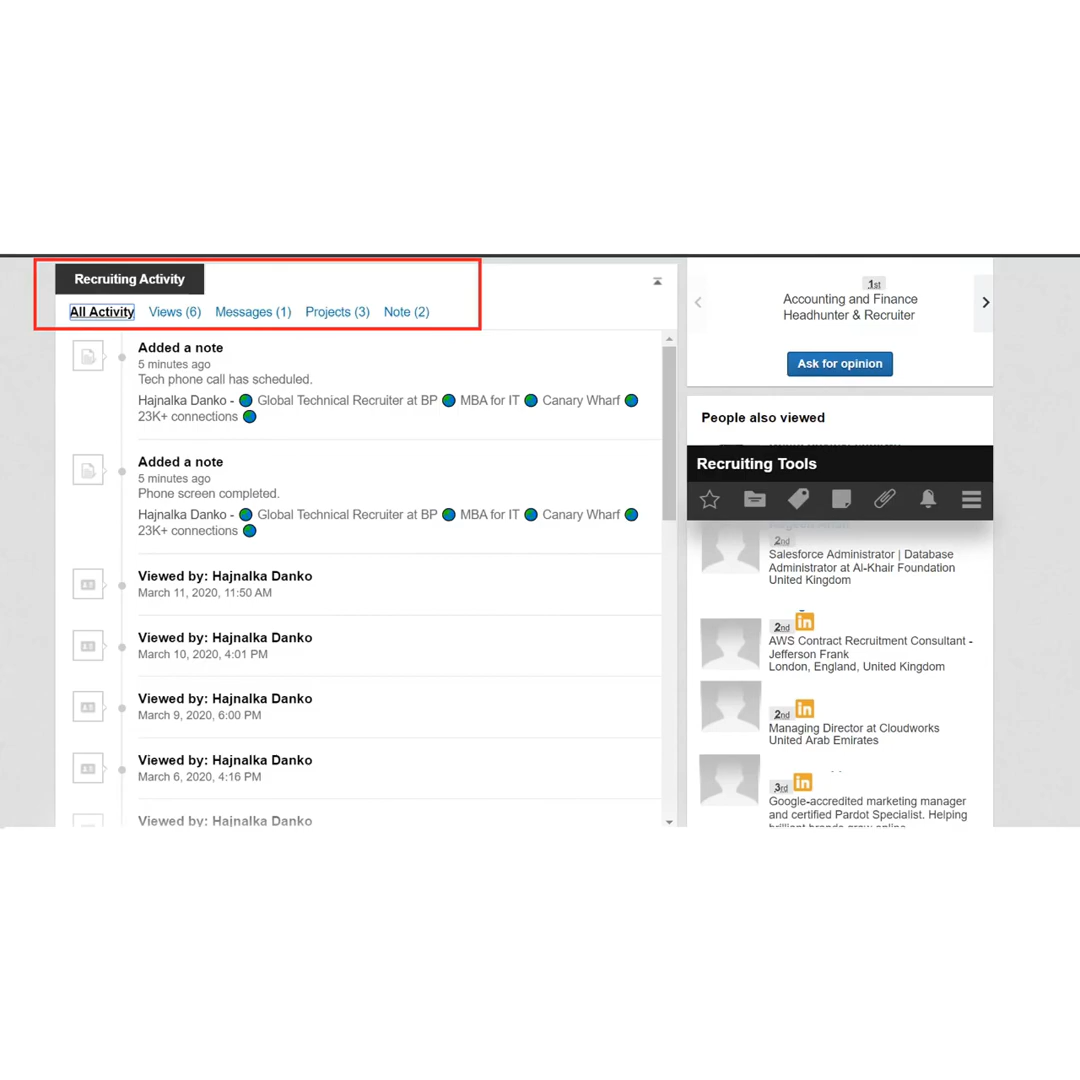 Recruiting Activity
All Activity Views (6) Messages (1) Projects (3) Note (2)
Added a note
5 minutes ago
Tech phone call has scheduled.
Hajnalka Danko - Global Technical Recruiter at BP MBA for IT Canary Wharf
23K+ connections
Added a note
5 minutes ago
Phone screen completed.
Hajnalka Danko - Global Technical Recruiter at BP MBA for IT Canary Wharf
23K+ connections
Viewed by: Hajnalka Danko
March 11, 2020, 11:50 AM
Viewed by: Hajnalka Danko
March 10, 2020, 4:01 PM
Viewed by: Hajnalka Danko
March 9, 2020, 6:00 PM
Viewed by: Hajnalka Danko
March 6, 2020, 4:16 PM
Viewed by: Hajnalka Danko
1st
Accounting and Finance
Headhunter & Recruiter
Ask for opinion
People also viewed
Recruiting Tools
2nd
Salesforce Administrator | Database
Administrator at Al-Khair Foundation
United Kingdom
2nd in
AWS Contract Recruitment Consultant -
Jefferson Frank
London, England, United Kingdom
2nd in
Managing Director at Cloudworks
United Arab Emirates
3rd in
Google-accredited marketing manager
and certified Pardot Specialist. Helping
brilliant brands grow online